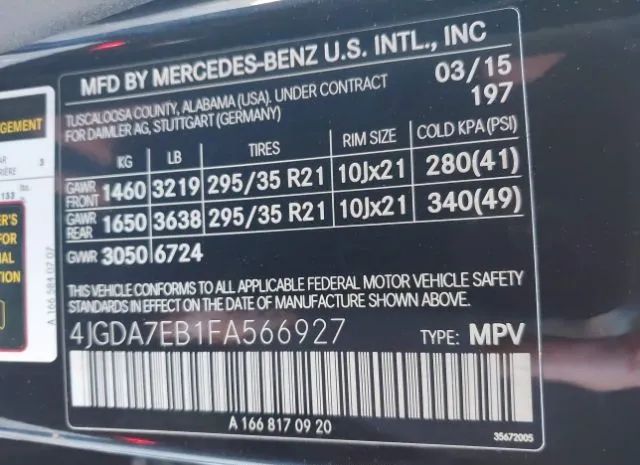 MFD BY MERCEDES-BENZ U.S. INTL., INC
TUSCALOOSA COUNTY, ALABAMA (USA). UNDER CONTRACT
FOR DAIMLER AG, STUTTGART (GERMANY)
03/15
197
KG LB TIRES RIM SIZE COLD KPA(PSI)
GAWR FRONT 1460 3219 295/35 R21 10Jx21 280(41)
GAWR REAR 1650 3638 295/35 R21 10Jx21 340(49)
GVWR 3050 6724
THIS VEHICLE CONFORMS TO ALL APPLICABLE FEDERAL MOTOR VEHICLE SAFETY
STANDARDS IN EFFECT ON THE DATE OF MANUFACTURE SHOWN ABOVE.
4JGDA7EB1FA566927 TYPE: MPV
A 166 817 09 20
35672005
A 166 584 07 07